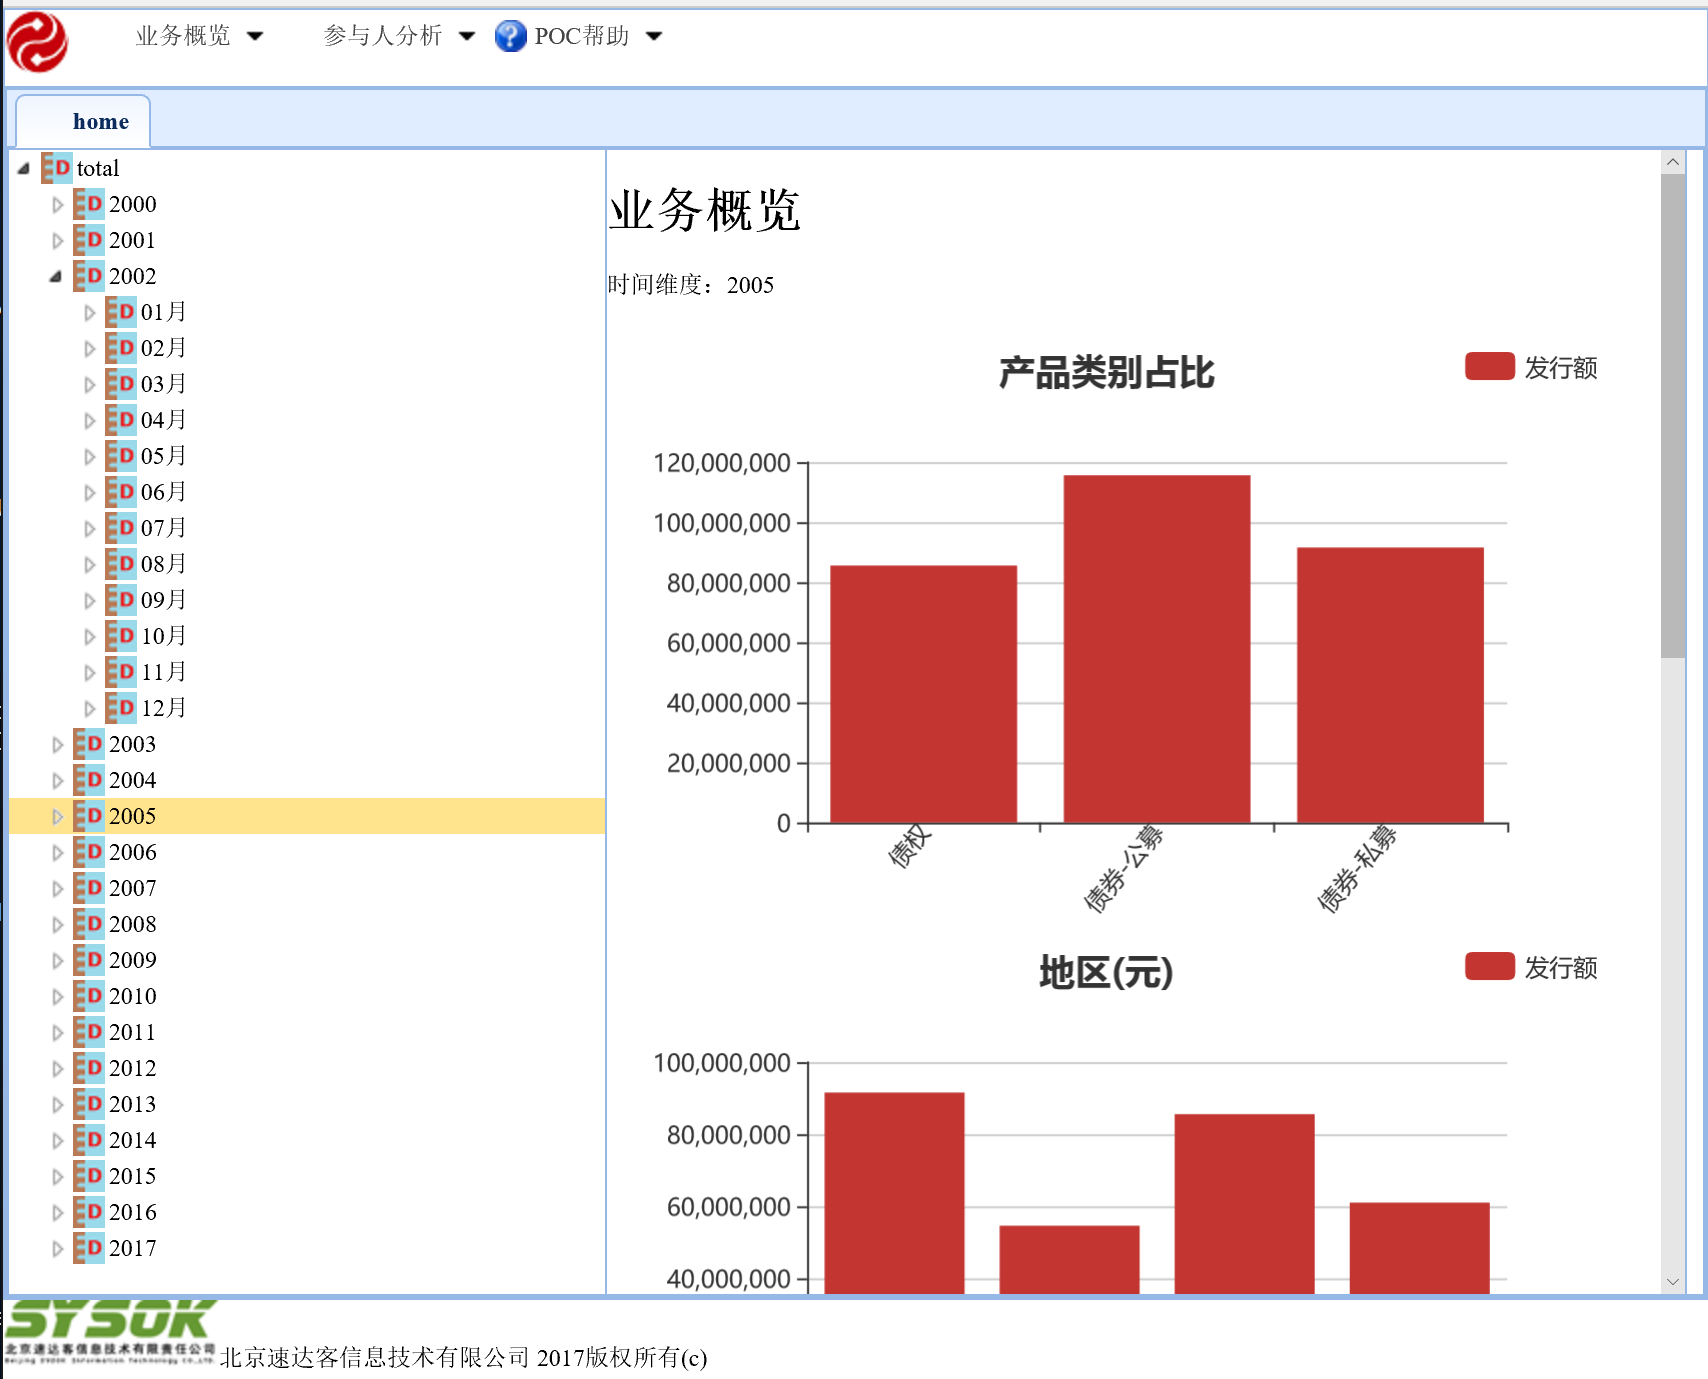 业务概览 参与人分析 POC帮助
home
total
2000
2001
2002
01月
02月
03月
04月
05月
06月
07月
08月
09月
10月
11月
12月
2003
2004
2005
2006
2007
2008
2009
2010
2011
2012
2013
2014
2015
2016
2017
业务概览
时间维度：2005
产品类别占比
发行额
120,000,000
100,000,000
80,000,000
60,000,000
40,000,000
20,000,000
0
债权
债券-公募
债券-私募
地区(元)
发行额
100,000,000
80,000,000
60,000,000
40,000,000
SYSOK
北京速达客信息技术有限责任公司
Beijing SYSOK Information Technology CO.,LTD.
北京速达客信息技术有限公司 2017版权所有(c)